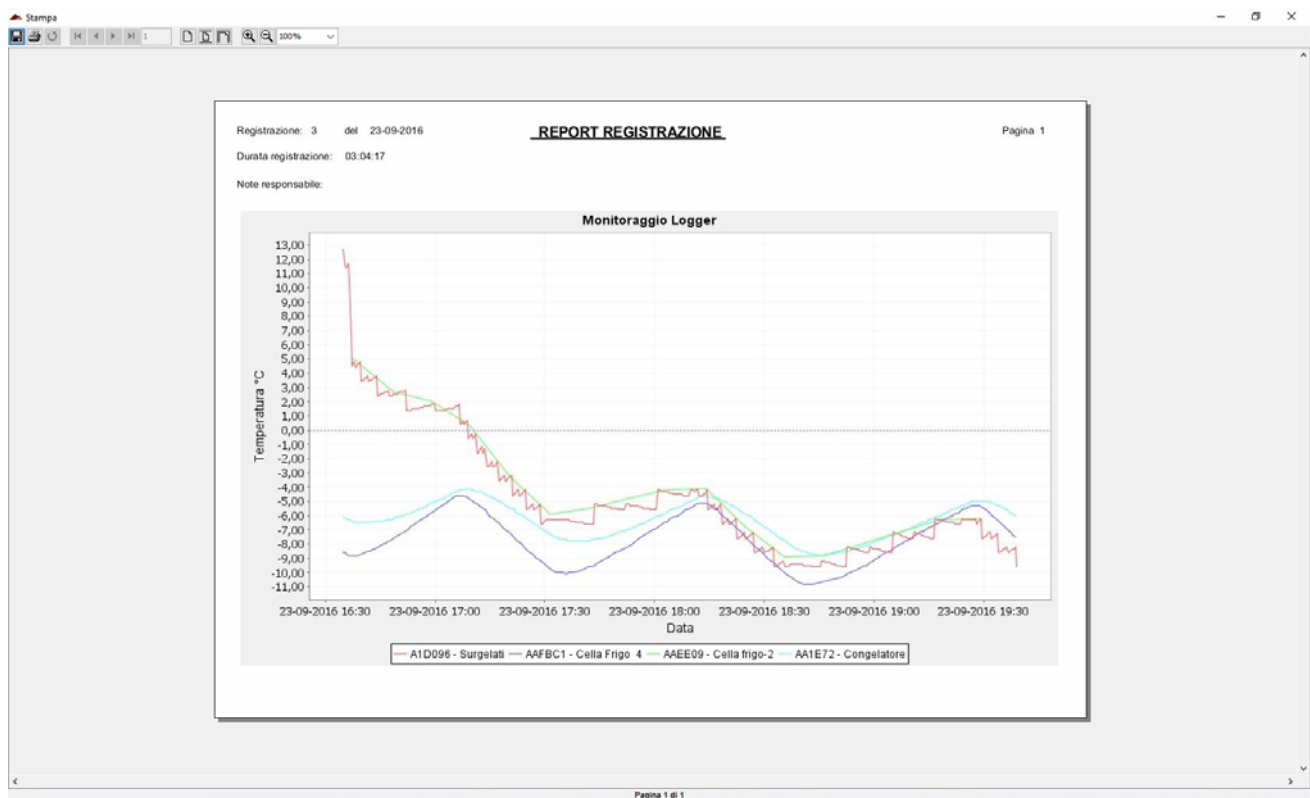 Stampa
1
100%
Registrazione: 3 del 23-09-2016
REPORT REGISTRAZIONE
Pagina 1
Durata registrazione: 03:04:17
Note responsabile:
Monitoraggio Logger
13,00
12,00
11,00
10,00
9,00
8,00
7,00
6,00
5,00
4,00
3,00
2,00
1,00
0,00
-1,00
-2,00
-3,00
-4,00
-5,00
-6,00
-7,00
-8,00
-9,00
-10,00
-11,00
Temperatura °C
23-09-2016 16:30 23-09-2016 17:00 23-09-2016 17:30 23-09-2016 18:00 23-09-2016 18:30 23-09-2016 19:00 23-09-2016 19:30
Data
A1D096 - Surgelati AAFBC1 - Cella Frigo 4 AAEE09 - Cella frigo-2 AA1E72 - Congelatore
Pagina 1 di 1